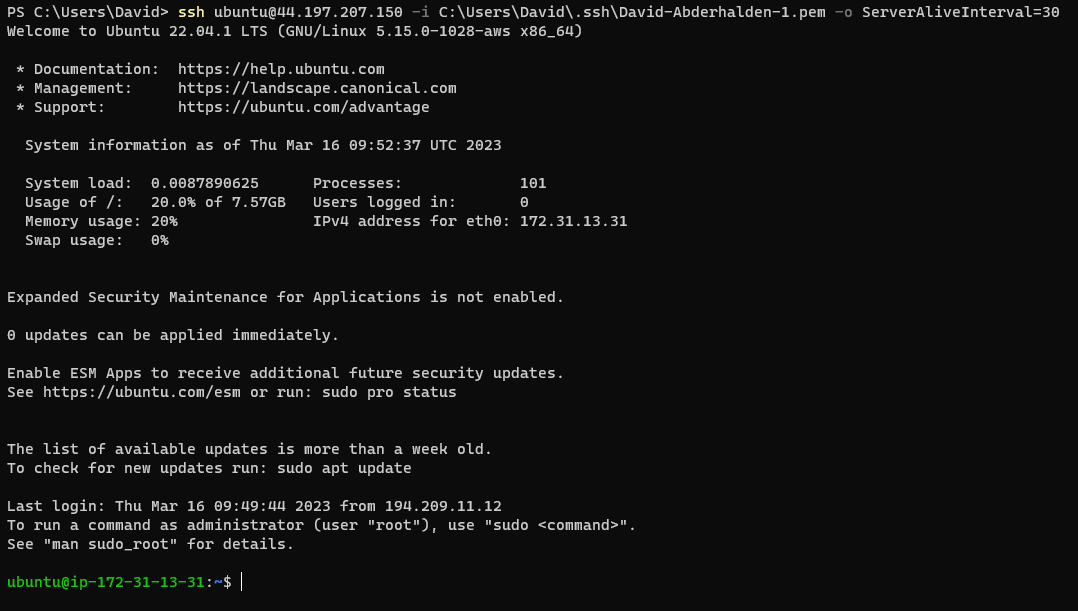 PS C:\Users\David> ssh ubuntu@44.197.207.150 -i C:\Users\David\.ssh\David-Abderhalden-1.pem -o ServerAliveInterval=30
Welcome to Ubuntu 22.04.1 LTS (GNU/Linux 5.15.0-1028-aws x86_64)
* Documentation:  https://help.ubuntu.com
* Management:     https://landscape.canonical.com
* Support:        https://ubuntu.com/advantage
System information as of Thu Mar 16 09:52:37 UTC 2023
System load:  0.0087890625      Processes:             101
Usage of /:   20.0% of 7.57GB   Users logged in:       0
Memory usage: 20%               IPv4 address for eth0: 172.31.13.31
Swap usage:   0%
Expanded Security Maintenance for Applications is not enabled.
0 updates can be applied immediately.
Enable ESM Apps to receive additional future security updates.
See https://ubuntu.com/esm or run: sudo pro status
The list of available updates is more than a week old.
To check for new updates run: sudo apt update
Last login: Thu Mar 16 09:49:44 2023 from 194.209.11.12
To run a command as administrator (user "root"), use "sudo <command>".
See "man sudo_root" for details.
ubuntu@ip-172-31-13-31:~$